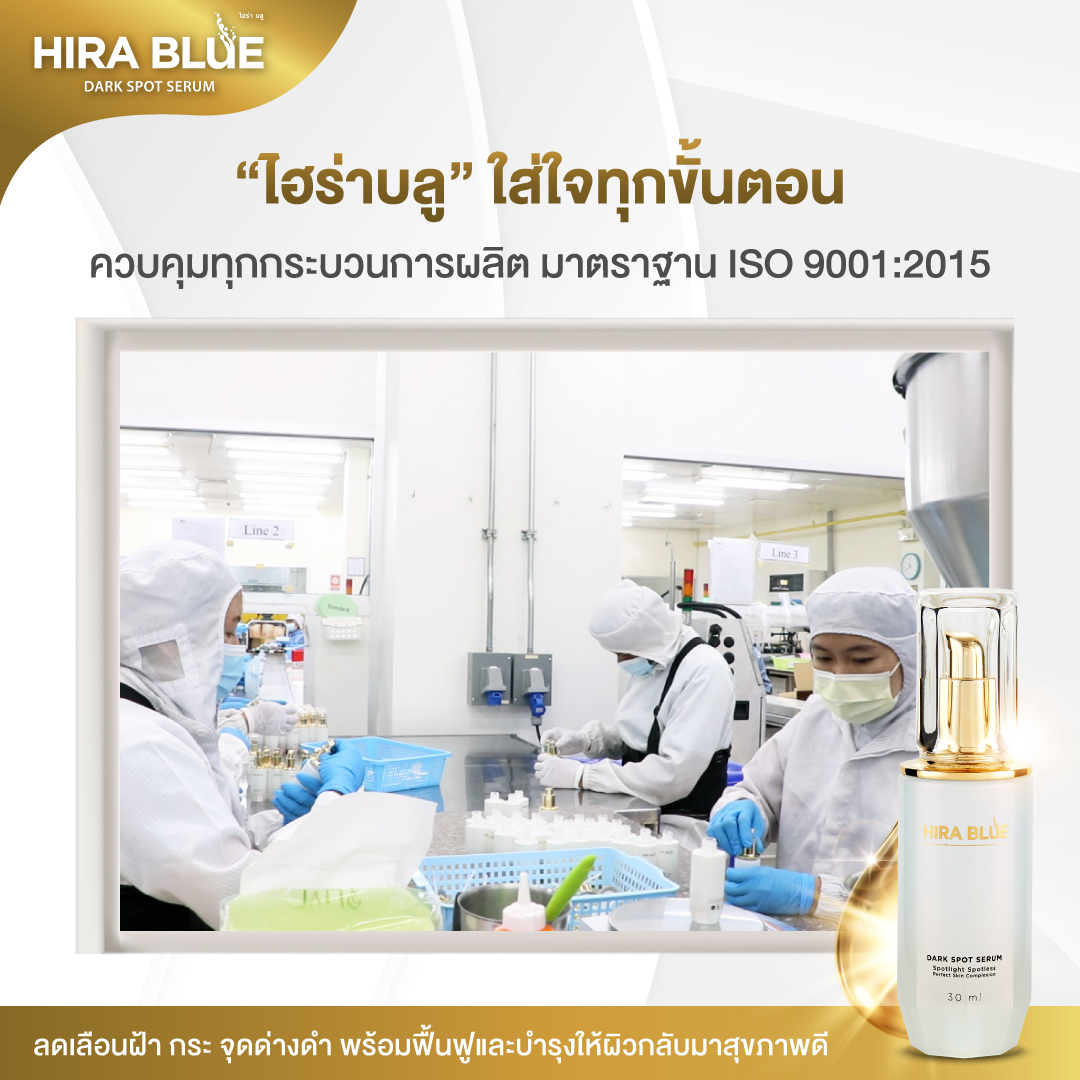 ไฮร่า บลู
HIRA BLUE
DARK SPOT SERUM
“ไฮร่าบลู” ใส่ใจทุกขั้นตอน
ควบคุมทุกกระบวนการผลิต มาตราฐาน ISO 9001:2015
Line 2
Line 3
Standard
HIRA BLUE
DARK SPOT SERUM
Spotlight Spotless
Perfect Skin Complexion
30 ml
ลดเลือนฝ้า กระ จุดด่างดำ พร้อมฟื้นฟูและบำรุงให้ผิวกลับมาสุขภาพดี